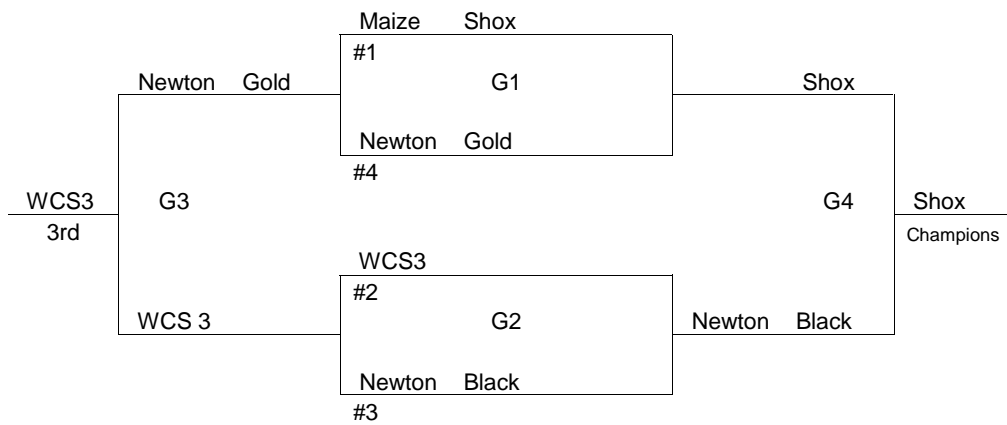 Maize Shox
#1
Newton Gold G1 Shox
Newton Gold
#4
WCS3 G3 G4 Shox
3rd Champions
WCS3
#2
WCS 3 G2 Newton Black
Newton Black
#3